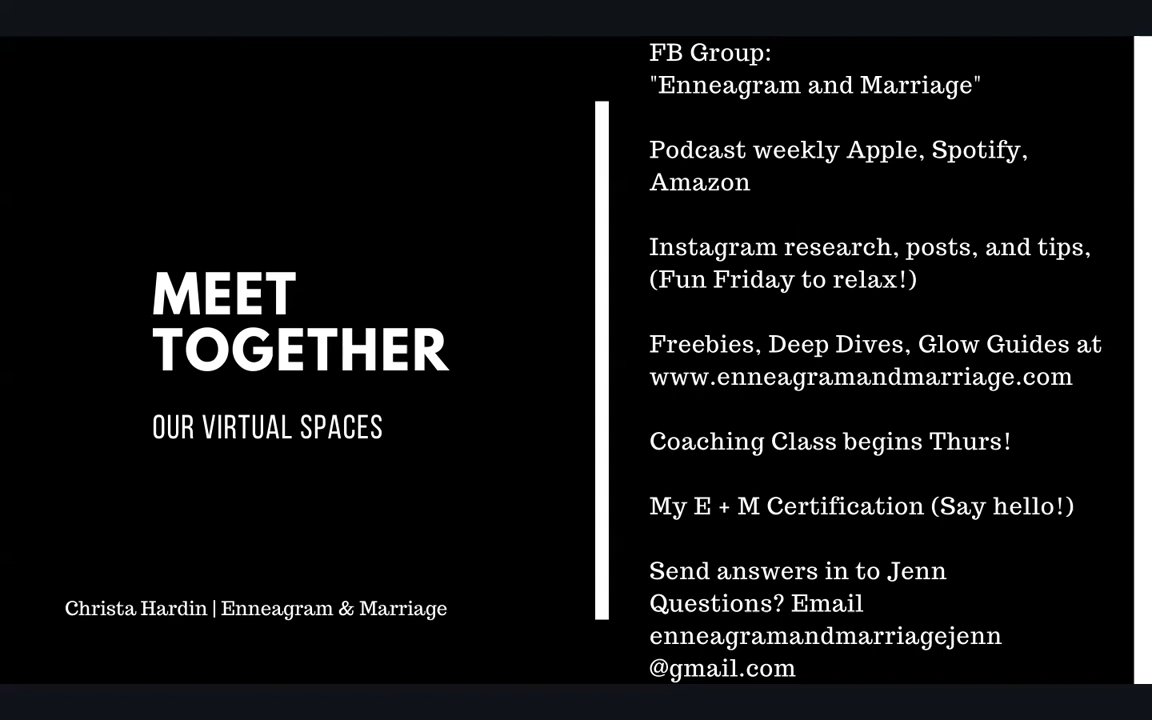 MEET
TOGETHER
OUR VIRTUAL SPACES
Christa Hardin | Enneagram & Marriage
FB Group:
"Enneagram and Marriage"
Podcast weekly Apple, Spotify,
Amazon
Instagram research, posts, and tips,
(Fun Friday to relax!)
Freebies, Deep Dives, Glow Guides at
www.enneagramandmarriage.com
Coaching Class begins Thurs!
My E + M Certification (Say hello!)
Send answers in to Jenn
Questions? Email
enneagramandmarriagejenn
@gmail.com